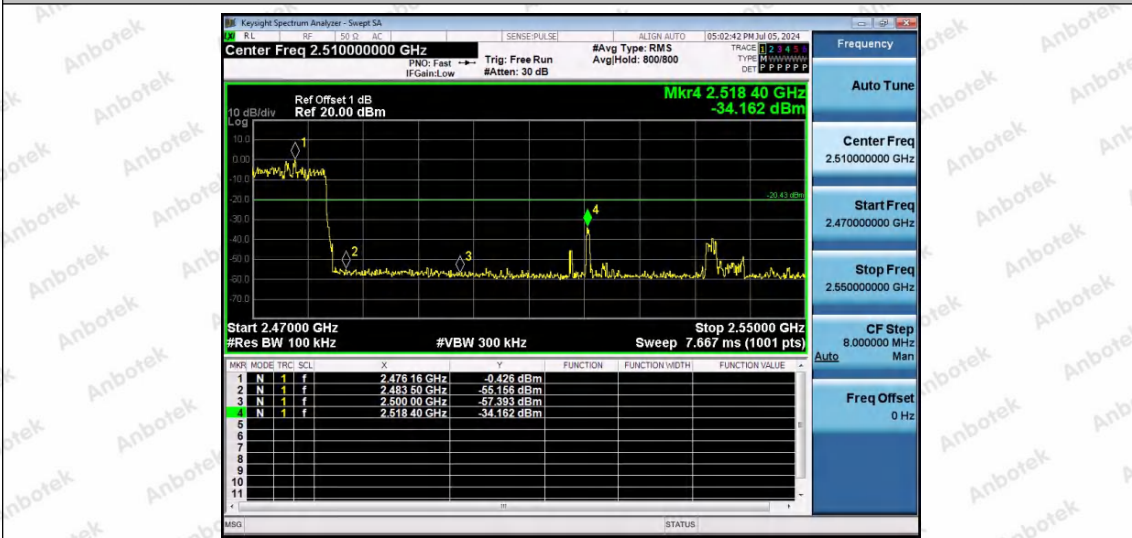 Keysight Spectrum Analyzer - Swept SA
RL RF 50 Ω AC SENSE:PULSE ALIGN AUTO 05:02:42 PM Jul 05, 2024
Center Freq 2.510000000 GHz
PNO: Fast
IFGain:Low
Trig: Free Run
#Atten: 30 dB
#Avg Type: RMS
Avg|Hold: 800/800
TRACE 1 2 3 4 5 6
TYPE M W W W W W
DET P P P P P P
Ref Offset 1 dB
Ref 20.00 dBm
10 dB/div
Log
Mkr4 2.518 40 GHz
-34.162 dBm
10.0
0.00
-10.0
-20.0
-30.0
-40.0
-50.0
-60.0
-70.0
1
2
3
4
-20.43 dBm
Start 2.47000 GHz Stop 2.55000 GHz
#Res BW 100 kHz #VBW 300 kHz Sweep 7.667 ms (1001 pts)
MKR MODE TRC SCL X Y FUNCTION FUNCTION WIDTH FUNCTION VALUE
1 N 1 f 2.476 16 GHz -0.426 dBm
2 N 1 f 2.483 50 GHz -55.156 dBm
3 N 1 f 2.500 00 GHz -57.393 dBm
4 N 1 f 2.518 40 GHz -34.162 dBm
5
6
7
8
9
10
11
MSG STATUS
Frequency
Auto Tune
Center Freq
2.510000000 GHz
Start Freq
2.470000000 GHz
Stop Freq
2.550000000 GHz
CF Step
8.000000 MHz
Auto Man
Freq Offset
0 Hz
Anbotek